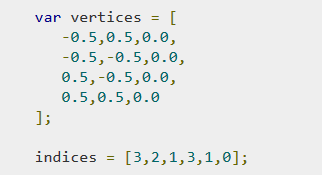 var vertices = [
-0.5,0.5,0.0,
-0.5,-0.5,0.0,
0.5,-0.5,0.0,
0.5,0.5,0.0
];
indices = [3,2,1,3,1,0];